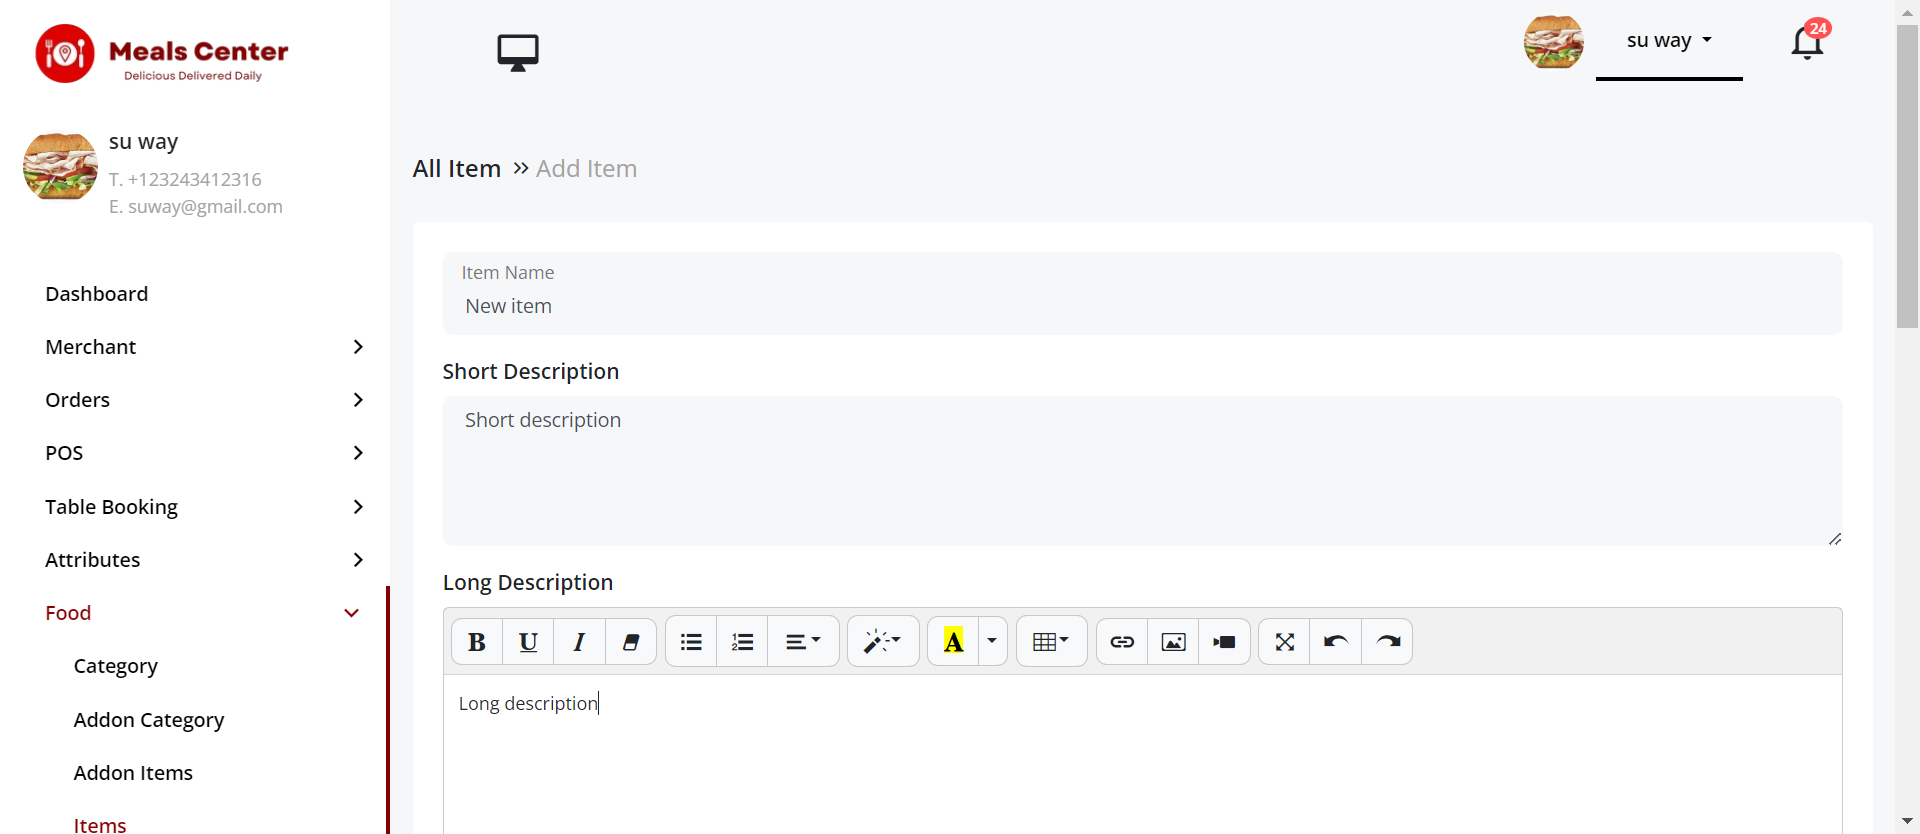 Meals Center
Delicious Delivered Daily
su way
T. +123243412316
E. suway@gmail.com
Dashboard
Merchant
Orders
POS
Table Booking
Attributes
Food
Category
Addon Category
Addon Items
Items
su way
24
All Item » Add Item
Item Name
New item
Short Description
Short description
Long Description
B U I A
Long description